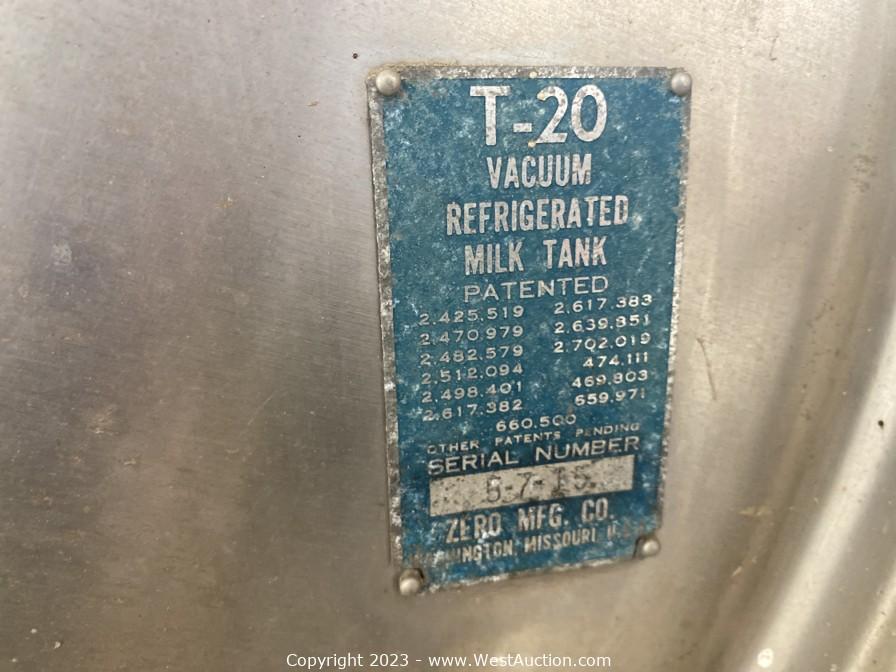 T-20
VACUUM
REFRIGERATED
MILK TANK
PATENTED
2,425,519 2,617,383
2,470,979 2,639,851
2,482,579 2,702,019
2,512,094 474,111
2,498,401 469,803
2,617,382 659,971
660,500
OTHER PATENTS PENDING
SERIAL NUMBER
ZERO MFG. CO.
MISSOURI
Copyright 2023 - www.WestAuction.com